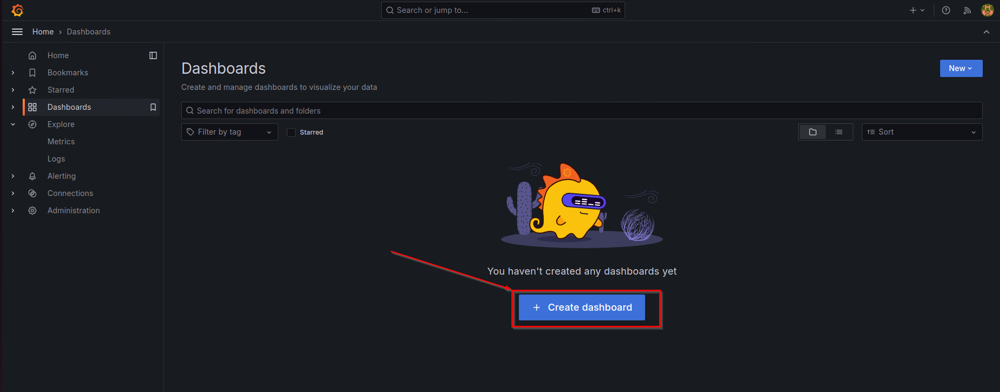 Search or jump to...
ctrl+k
Home › Dashboards
Home
Bookmarks
Starred
Dashboards
Explore
Metrics
Logs
Alerting
Connections
Administration
Dashboards
New
Create and manage dashboards to visualize your data
Search for dashboards and folders
Filter by tag
Starred
Sort
You haven't created any dashboards yet
+ Create dashboard